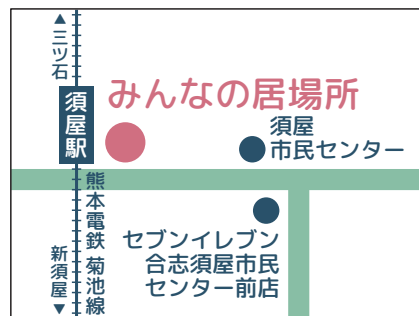 ▲三ツ石
須屋駅
みんなの居場所
須屋
市民センター
熊本電鉄 菊池線
新須屋▼
セブンイレブン
合志須屋市民
センター前店